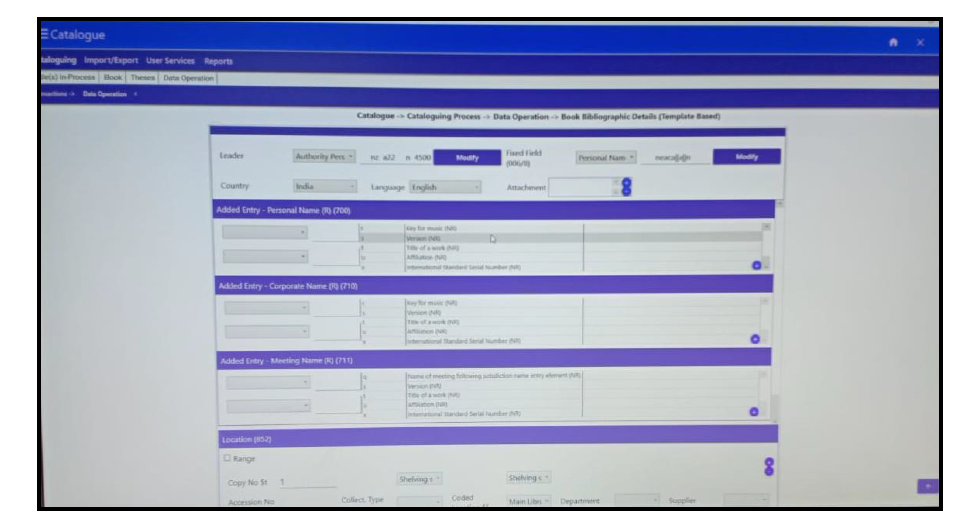 Catalogue
taloguing Import/Export User Services Reports
Book Theses Data Operation
Data Operation
Catalogue -> Cataloguing Process -> Data Operation -> Book Bibliographic Details (Template Based)
Leader Authority Pers nz a22 n 4500 Modify Fixed Field (006/8) Personal Nam Modify
Country India Language English Attachment
Added Entry - Personal Name (R) (700)
r Key for music (NR)
s Version (NR)
t Title of a work (NR)
u Affiliation (NR)
x International Standard Serial Number (NR)
Added Entry - Corporate Name (R) (710)
r Key for music (NR)
s Version (NR)
t Title of a work (NR)
u Affiliation (NR)
x International Standard Serial Number (NR)
Added Entry - Meeting Name (R) (711)
q Name of meeting following jurisdiction name entry element (NR)
s Version (NR)
t Title of a work (NR)
u Affiliation (NR)
x International Standard Serial Number (NR)
Location (852)
Range
Copy No $t 1 Shelving s Shelving c
Accession No Collect. Type Coded Main Libr. Department Supplier